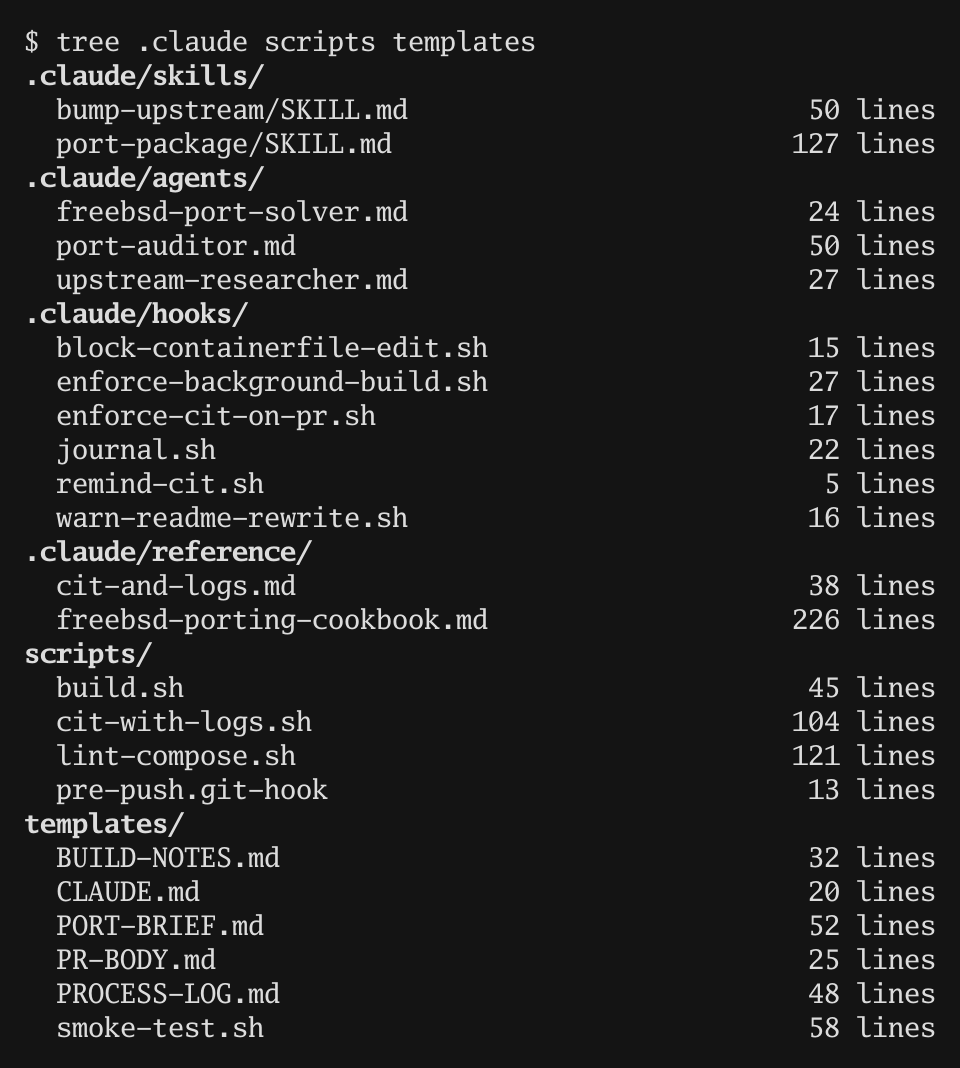 $ tree .claude scripts templates
.claude/skills/
bump-upstream/SKILL.md 50 lines
port-package/SKILL.md 127 lines
.claude/agents/
freebsd-port-solver.md 24 lines
port-auditor.md 50 lines
upstream-researcher.md 27 lines
.claude/hooks/
block-containerfile-edit.sh 15 lines
enforce-background-build.sh 27 lines
enforce-cit-on-pr.sh 17 lines
journal.sh 22 lines
remind-cit.sh 5 lines
warn-readme-rewrite.sh 16 lines
.claude/reference/
cit-and-logs.md 38 lines
freebsd-porting-cookbook.md 226 lines
scripts/
build.sh 45 lines
cit-with-logs.sh 104 lines
lint-compose.sh 121 lines
pre-push.git-hook 13 lines
templates/
BUILD-NOTES.md 32 lines
CLAUDE.md 20 lines
PORT-BRIEF.md 52 lines
PR-BODY.md 25 lines
PROCESS-LOG.md 48 lines
smoke-test.sh 58 lines